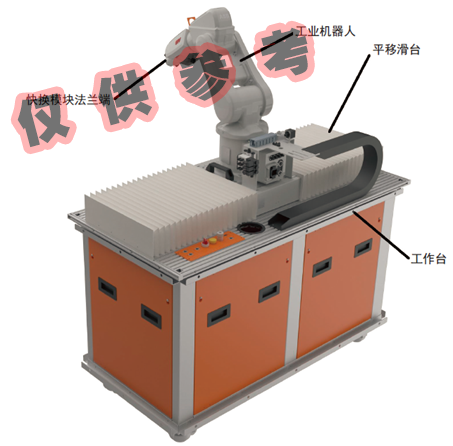 工业机器人
平移滑台
快换模块法兰端
仅供参考
工作台